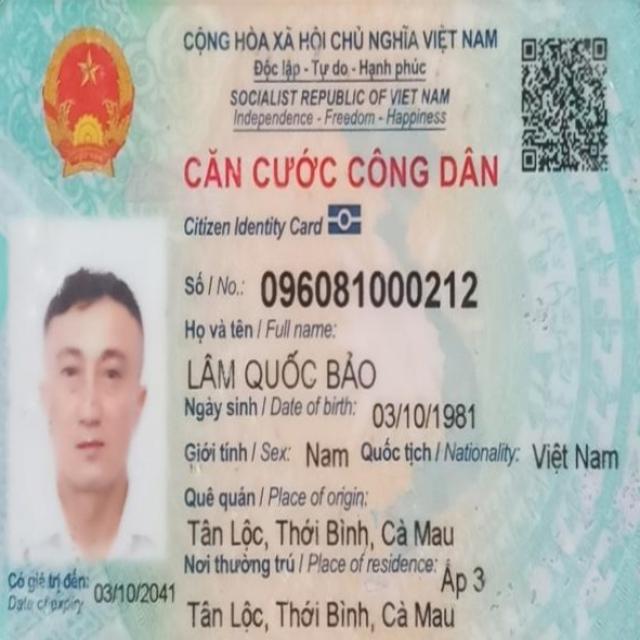 CỘNG HÒA XÃ HỘI CHỦ NGHĨA VIỆT NAM
Độc lập - Tự do - Hạnh phúc
SOCIALIST REPUBLIC OF VIET NAM
Independence - Freedom - Happiness
CĂN CƯỚC CÔNG DÂN
Citizen Identity Card
Số / No.: 096081000212
Họ và tên / Full name:
LÂM QUỐC BẢO
Ngày sinh / Date of birth: 03/10/1981
Giới tính / Sex: Nam Quốc tịch / Nationality: Việt Nam
Quê quán / Place of origin:
Tân Lộc, Thới Bình, Cà Mau
Nơi thường trú / Place of residence: Ấp 3
Tân Lộc, Thới Bình, Cà Mau
Có giá trị đến: 03/10/2041
Date of expiry